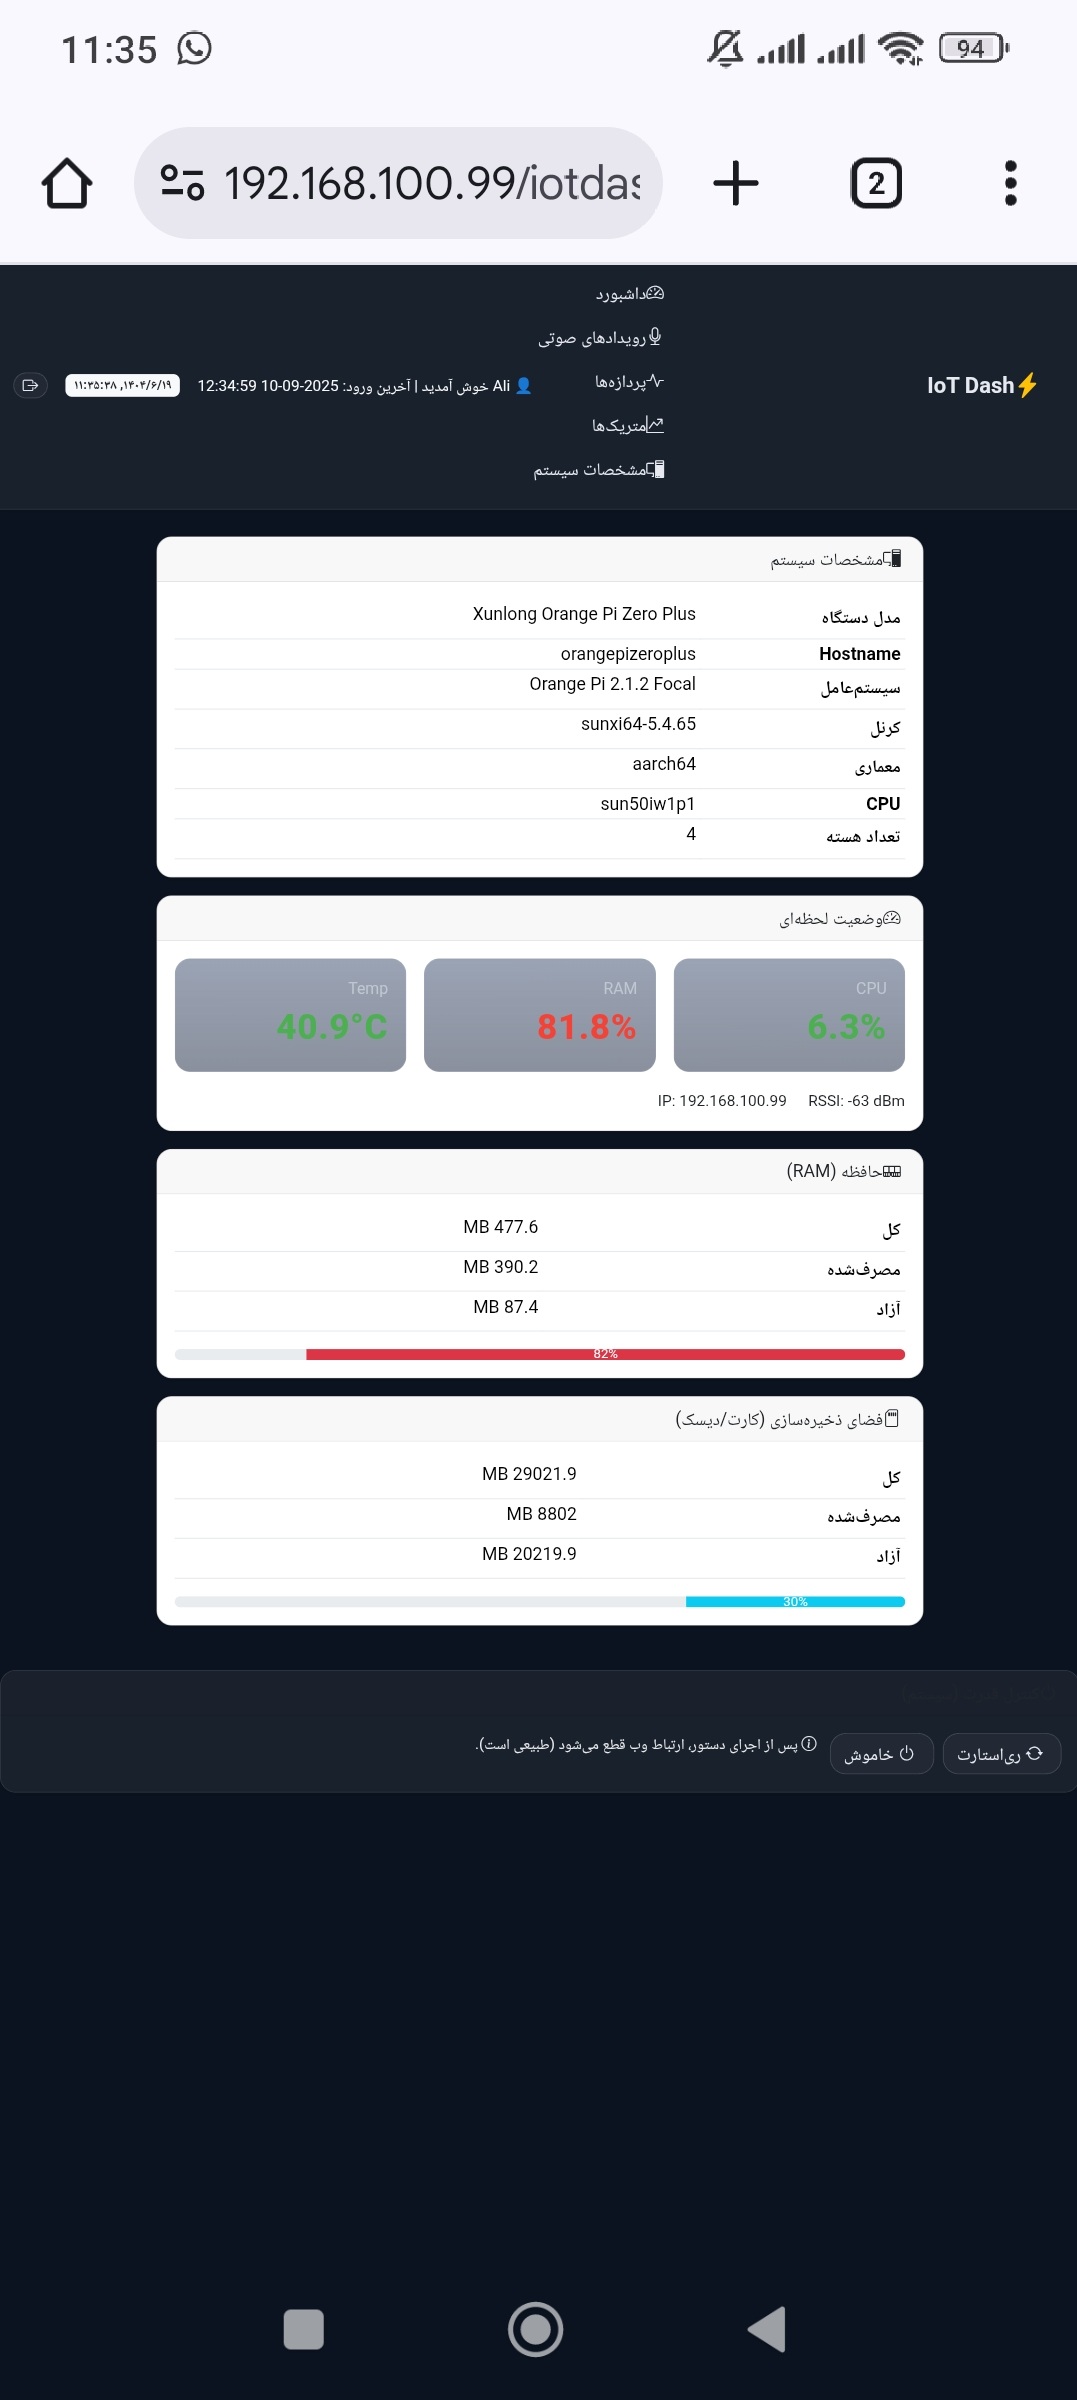 11:35
94
192.168.100.99/iotdas
2
IoT Dash
داشبورد
رویدادهای صوتی
پردازه‌ها
متریک‌ها
مشخصات سیستم
Ali خوش آمدید | آخرین ورود: 2025-09-10 12:34:59
۱۴۰۴/۶/۱۹, ۱۱:۳۵:۳۸
مشخصات سیستم
مدل دستگاه Xunlong Orange Pi Zero Plus
Hostname orangepizeroplus
سیستم‌عامل Orange Pi 2.1.2 Focal
کرنل sunxi64-5.4.65
معماری aarch64
CPU sun50iw1p1
تعداد هسته 4
وضعیت لحظه‌ای
CPU RAM Temp
6.3% 81.8% 40.9°C
RSSI: -63 dBm IP: 192.168.100.99
حافظه (RAM)
کل MB 477.6
مصرف‌شده MB 390.2
آزاد MB 87.4
82%
فضای ذخیره‌سازی (کارت/دیسک)
کل MB 29021.9
مصرف‌شده MB 8802
آزاد MB 20219.9
30%
ری‌استارت
خاموش
پس از اجرای دستور، ارتباط وب قطع می‌شود (طبیعی است).